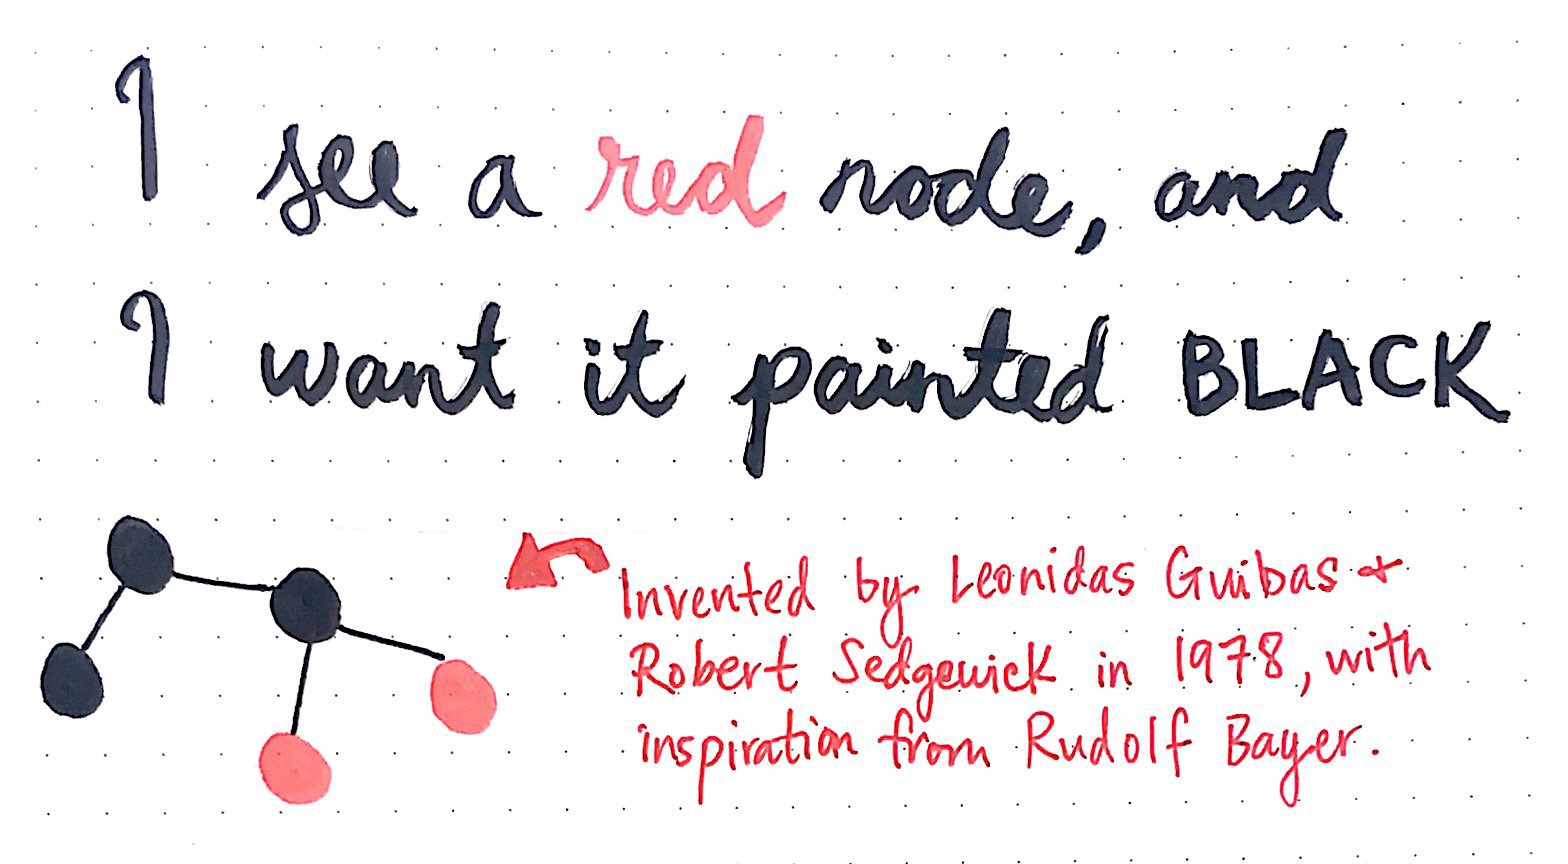 I see a red node, and
I want it painted BLACK
Invented by Leonidas Guibas &
Robert Sedgewick in 1978, with
inspiration from Rudolf Bayer.